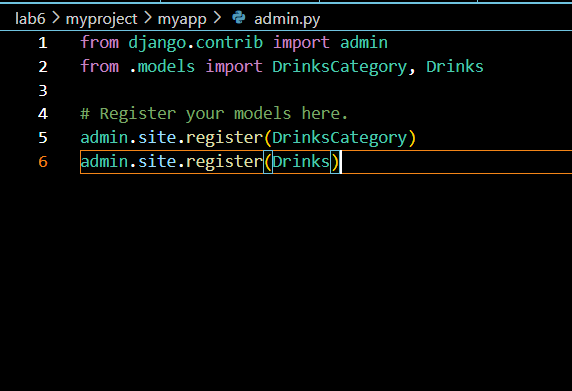 lab6 > myproject > myapp > admin.py
1 from django.contrib import admin
2 from .models import DrinksCategory, Drinks
3
4 # Register your models here.
5 admin.site.register(DrinksCategory)
6 admin.site.register(Drinks)